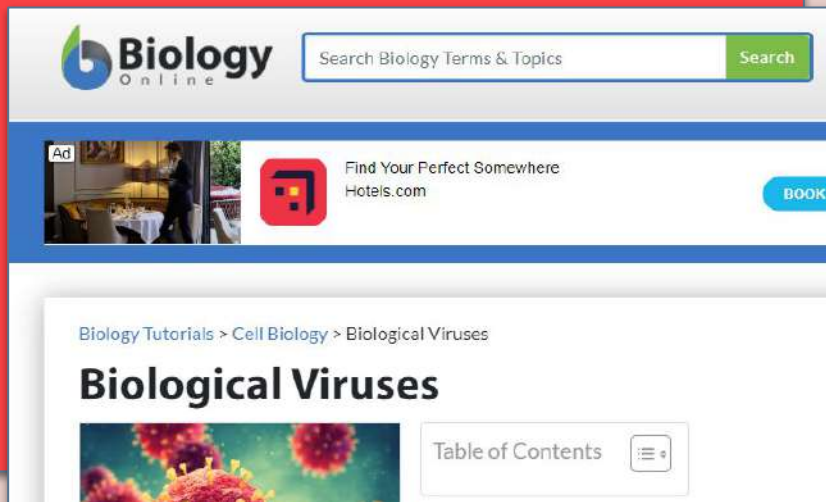 Biology
Online
Search Biology Terms & Topics
Search
Ad
Find Your Perfect Somewhere
Hotels.com
BOOK
Biology Tutorials > Cell Biology > Biological Viruses
Biological Viruses
Table of Contents